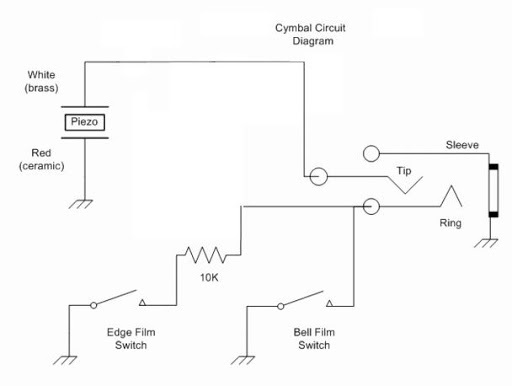 Cymbal Circuit
Diagram
White
(brass)
Piezo
Red
(ceramic)
Sleeve
Tip
Ring
10K
Edge Film
Switch
Bell Film
Switch